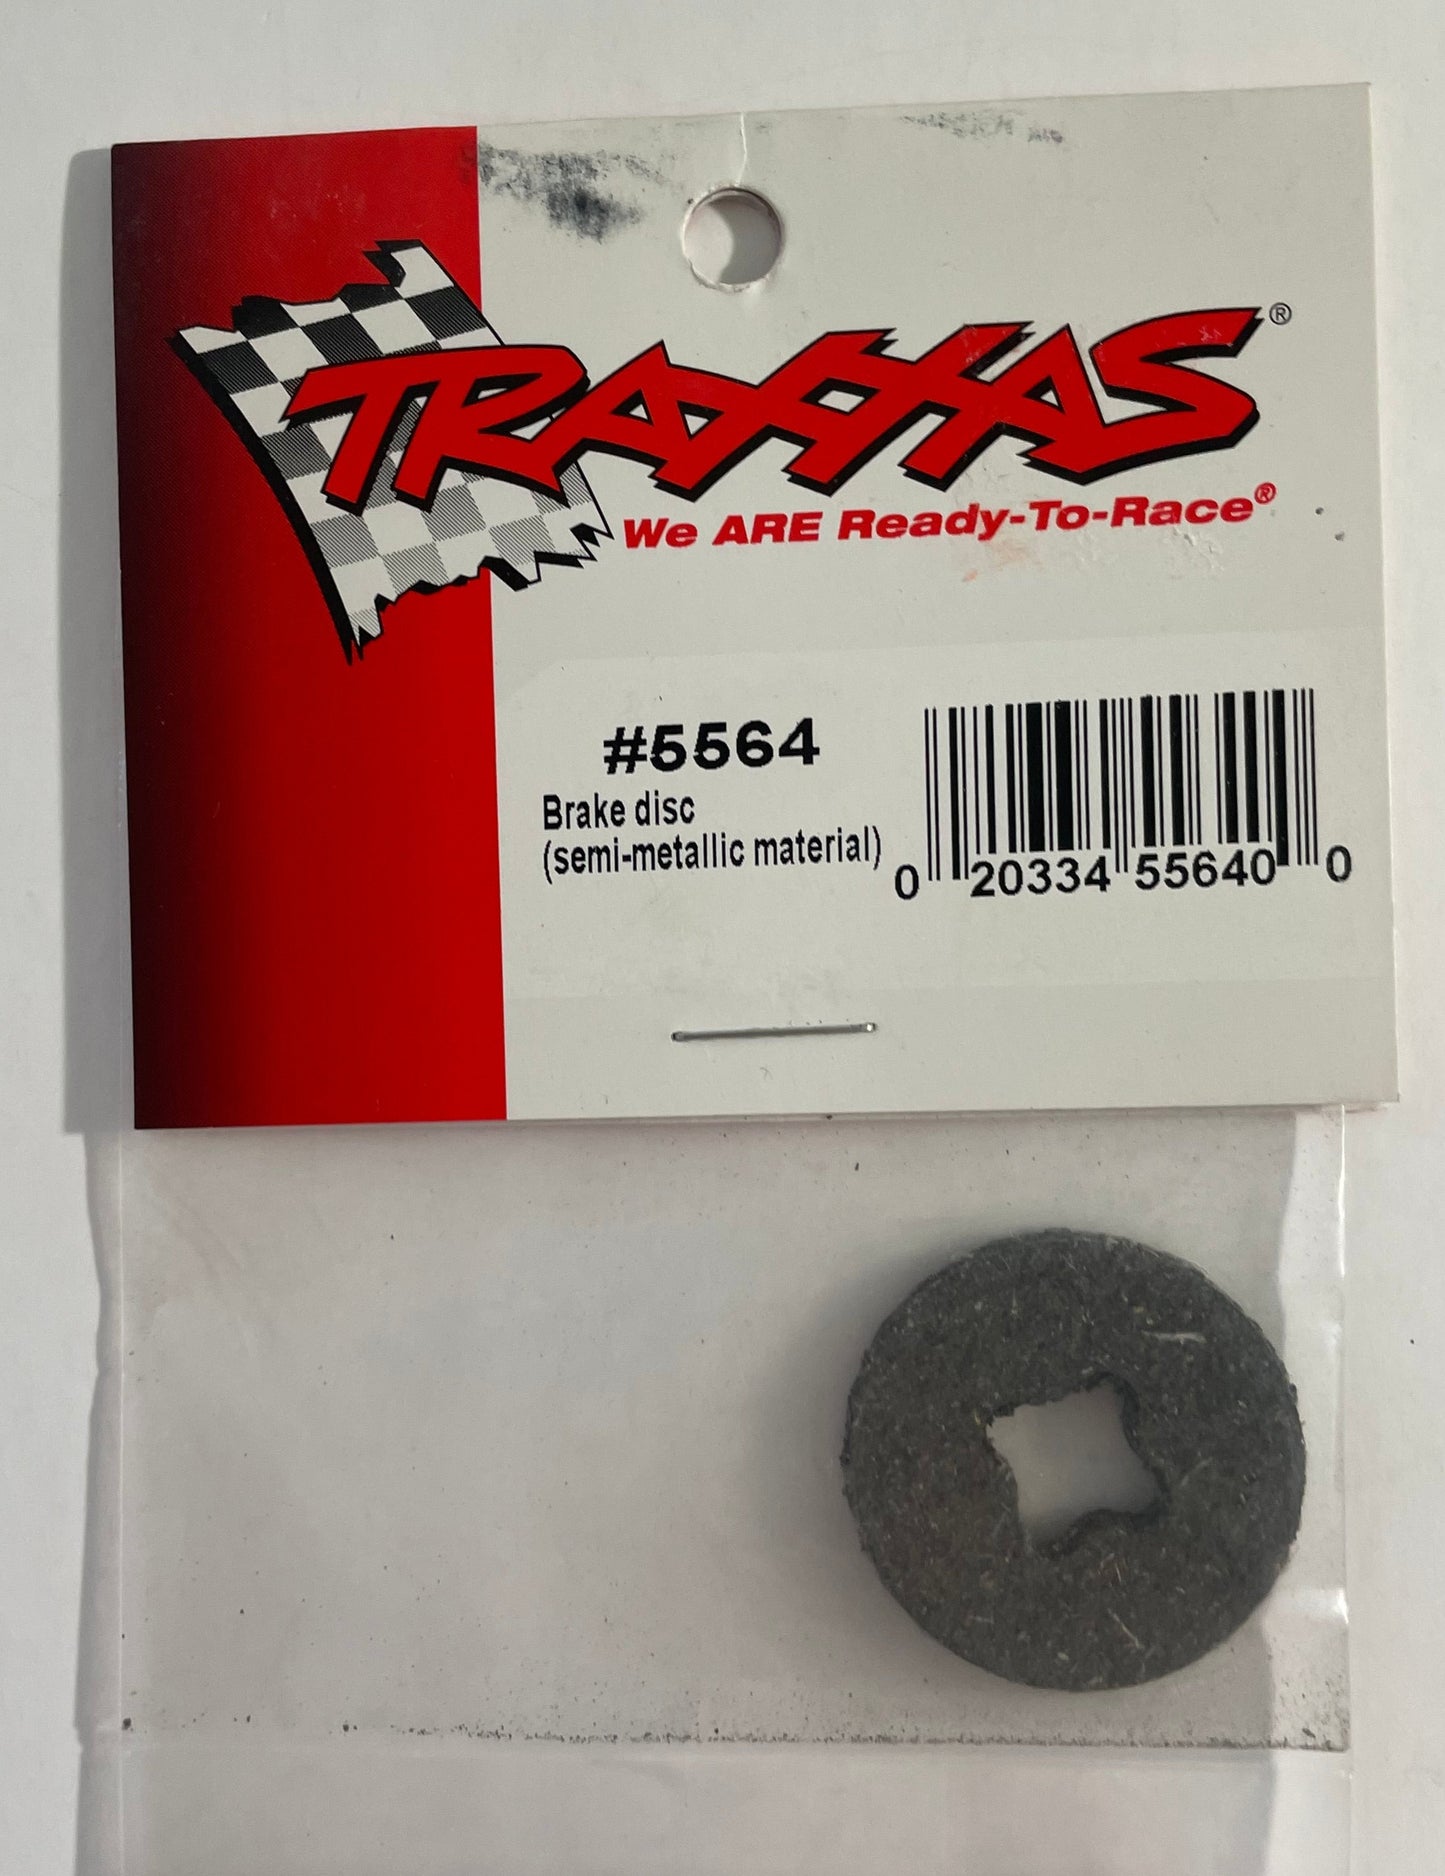 TRAXXAS®
We ARE Ready-To-Race®
#5564
Brake disc
(semi-metallic material)
0 20334 55640 0